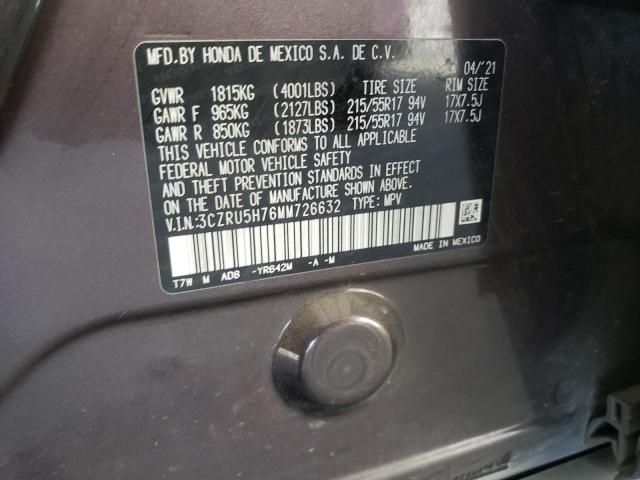 MFD.BY HONDA DE MEXICO S.A. DE C.V.
04/'21
GVWR 1815KG (4001LBS) TIRE SIZE RIM SIZE
GAWR F 965KG (2127LBS) 215/55R17 94V 17X7.5J
GAWR R 850KG (1873LBS) 215/55R17 94V 17X7.5J
THIS VEHICLE CONFORMS TO ALL APPLICABLE
FEDERAL MOTOR VEHICLE SAFETY
AND THEFT PREVENTION STANDARDS IN EFFECT
ON THE DATE OF MANUFACTURE SHOWN ABOVE.
V.I.N.:3CZRU5H76MM726632 TYPE: MPV
MADE IN MEXICO
T7W M AD8 -YR642M -A -M